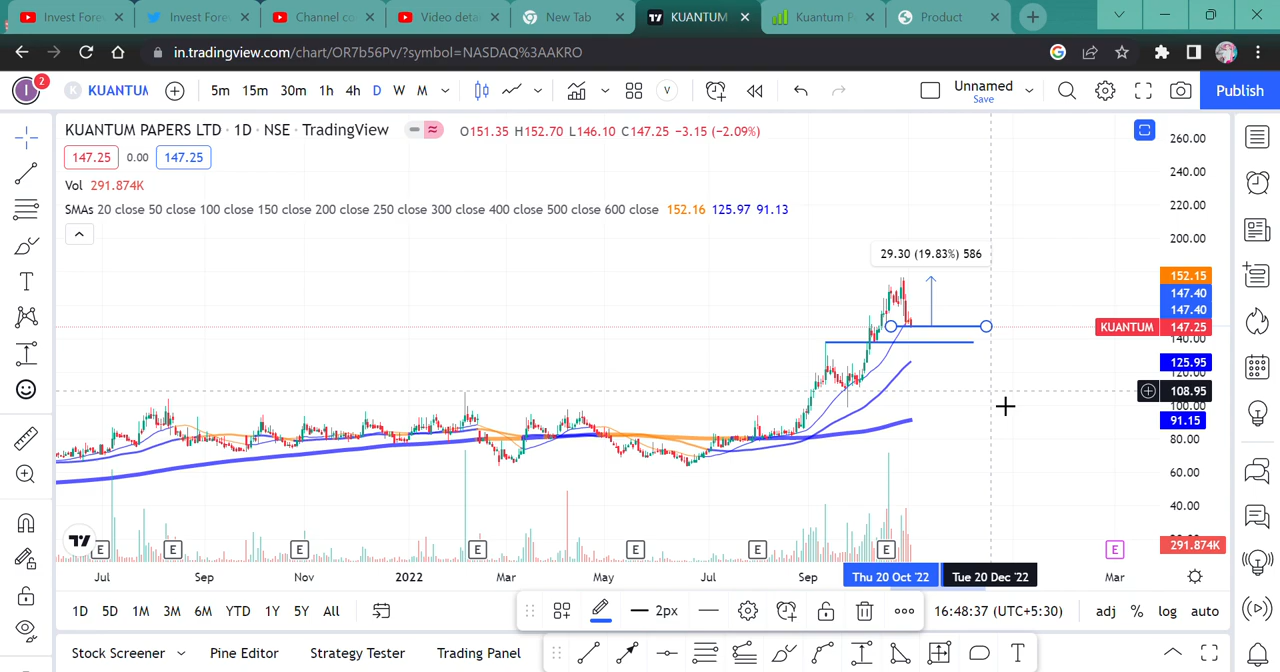 Invest Fore
Invest Fore
Channel co
Video detai
New Tab
KUANTUM
Kuantum P
Product
in.tradingview.com/chart/OR7b56Pv/?symbol=NASDAQ%3AAKRO
I
2
K KUANTUM
5m 15m 30m 1h 4h D W M
V
Unnamed
Save
Publish
KUANTUM PAPERS LTD · 1D · NSE · TradingView
O151.35 H152.70 L146.10 C147.25 −3.15 (−2.09%)
147.25 0.00 147.25
Vol 291.874K
SMAs 20 close 50 close 100 close 150 close 200 close 250 close 300 close 400 close 500 close 600 close 152.16 125.97 91.13
29.30 (19.83%) 586
260.00
240.00
220.00
200.00
152.15
147.40
147.40
KUANTUM 147.25
140.00
125.95
120.00
108.95
100.00
91.15
80.00
60.00
40.00
291.874K
E E E E E E E E
Jul Sep Nov 2022 Mar May Jul Sep Thu 20 Oct '22 Tue 20 Dec '22 Mar
1D 5D 1M 3M 6M YTD 1Y 5Y All
2px
16:48:37 (UTC+5:30)
adj % log auto
Stock Screener
Pine Editor
Strategy Tester
Trading Panel
T